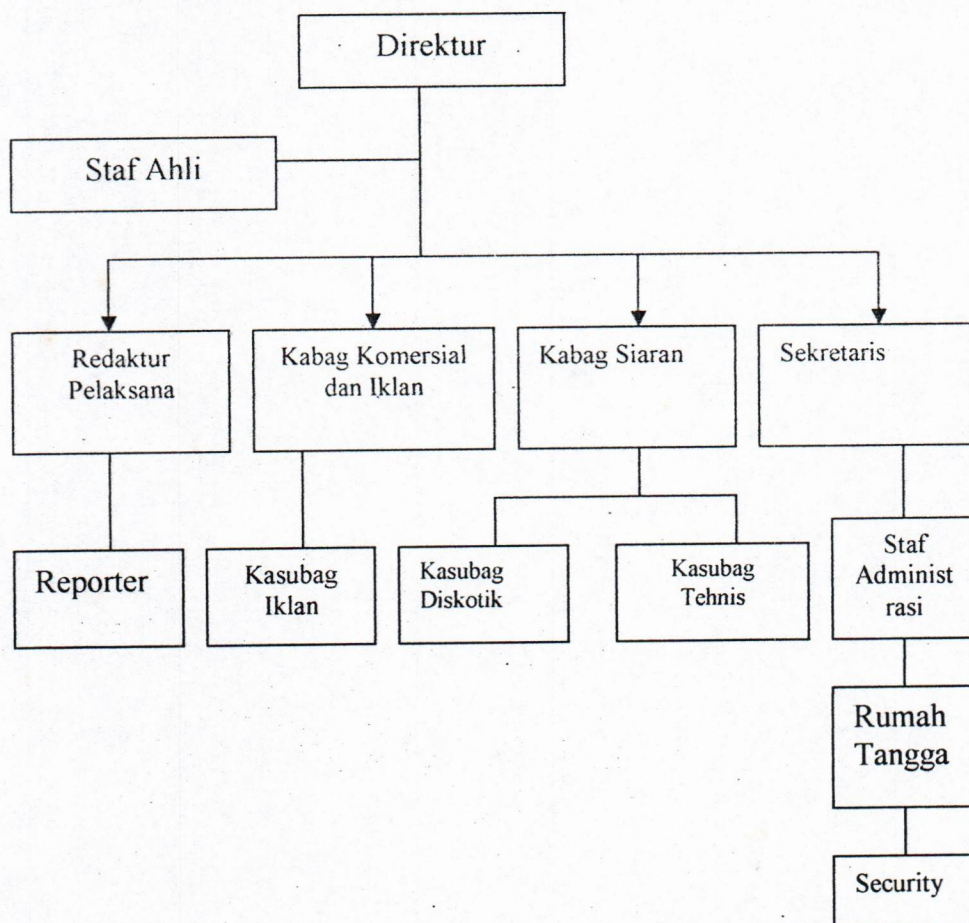 Direktur
Staf Ahli
Redaktur
Pelaksana
Kabag Komersial
dan Iklan
Kabag Siaran
Sekretaris
Reporter
Kasubag
Iklan
Kasubag
Diskotik
Kasubag
Tehnis
Staf
Administ
rasi
Rumah
Tangga
Security